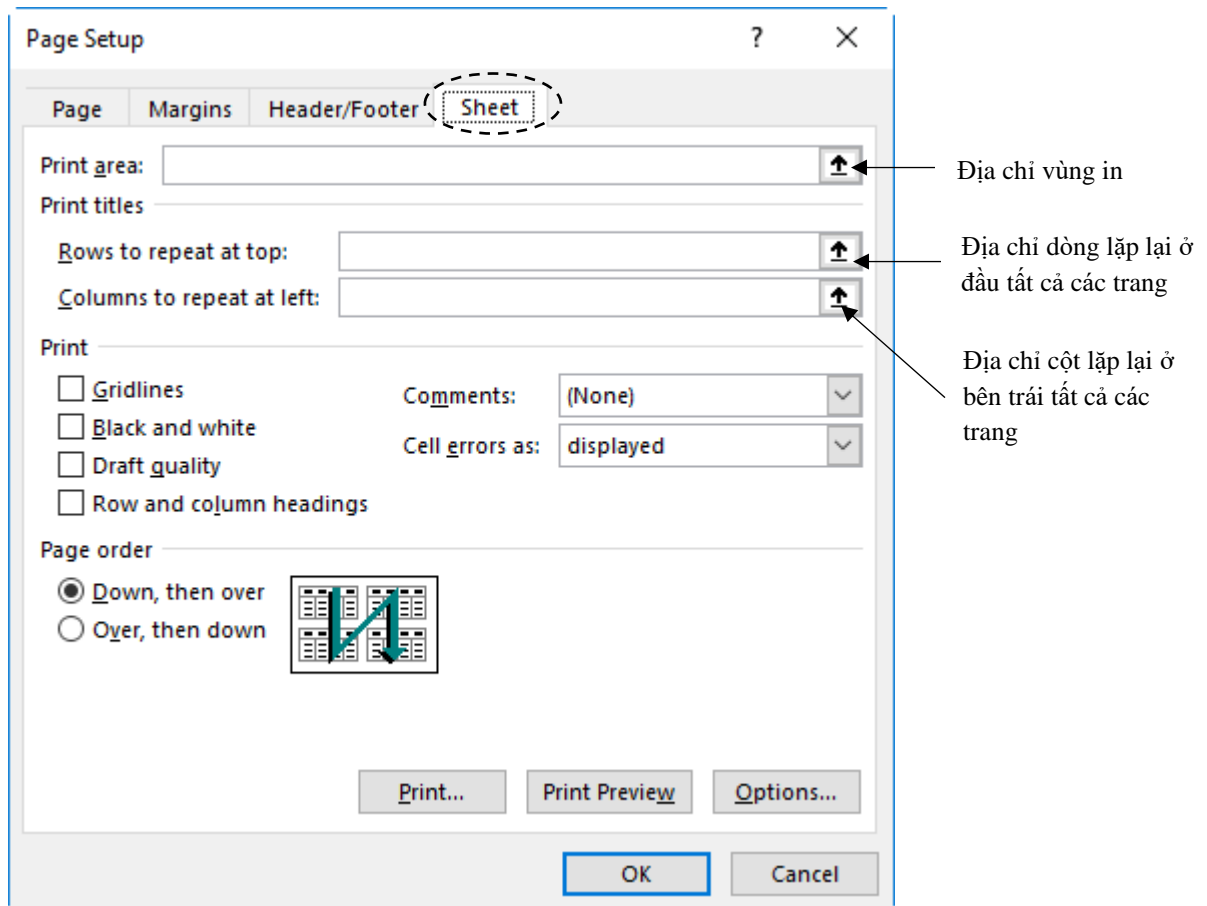 Page Setup
?
Page
Margins
Header/Footer
Sheet
Print area:
Địa chỉ vùng in
Print titles
Rows to repeat at top:
Địa chỉ dòng lặp lại ở
đầu tất cả các trang
Columns to repeat at left:
Print
Địa chỉ cột lặp lại ở
bên trái tất cả các
trang
Gridlines
Comments:
(None)
Black and white
Cell errors as:
displayed
Draft quality
Row and column headings
Page order
Down, then over
Over, then down
Print...
Print Preview
Options...
OK
Cancel